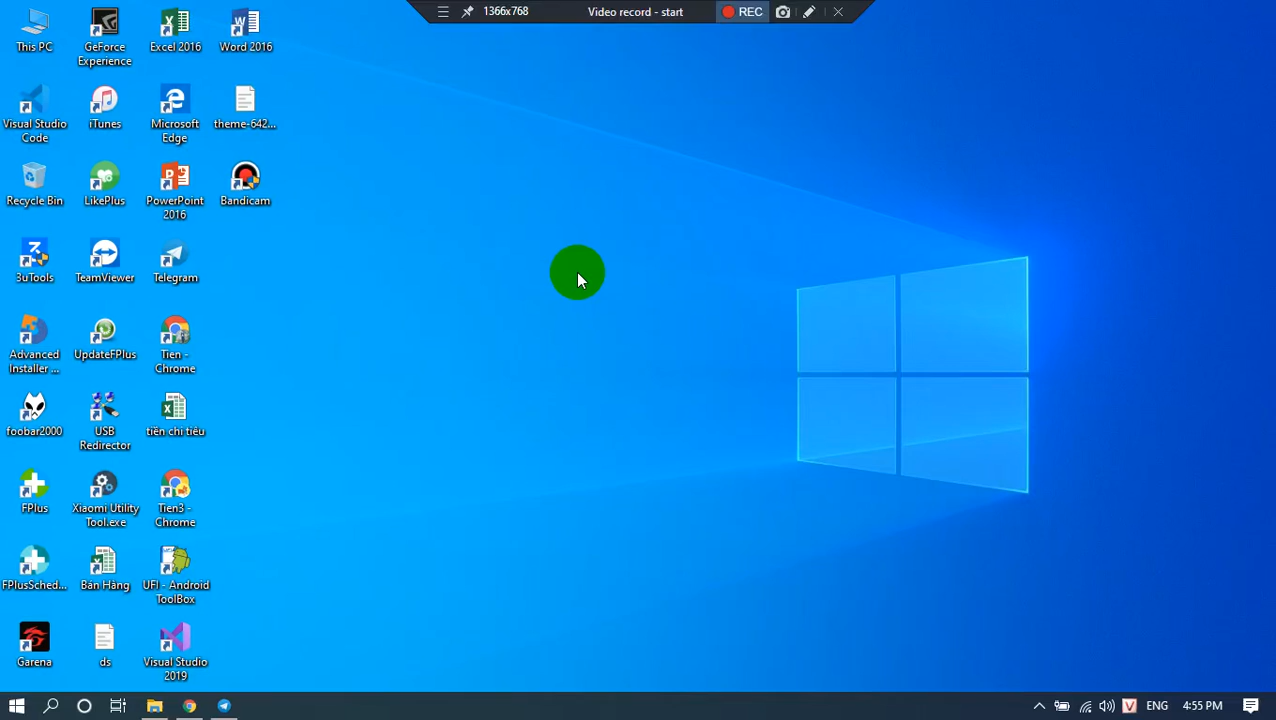 1366x768
Video record - start
REC
This PC
GeForce
Experience
Excel 2016
Word 2016
Visual Studio
Code
iTunes
Microsoft
Edge
theme-642...
Recycle Bin
LikePlus
PowerPoint
2016
Bandicam
3uTools
TeamViewer
Telegram
Advanced
Installer ...
UpdateFPlus
Tien -
Chrome
foobar2000
USB
Redirector
tiền chi tiêu
FPlus
Xiaomi Utility
Tool.exe
Tien3 -
Chrome
FPlusSched...
Bán Hàng
UFI - Android
ToolBox
Garena
ds
Visual Studio
2019
V
ENG
4:55 PM